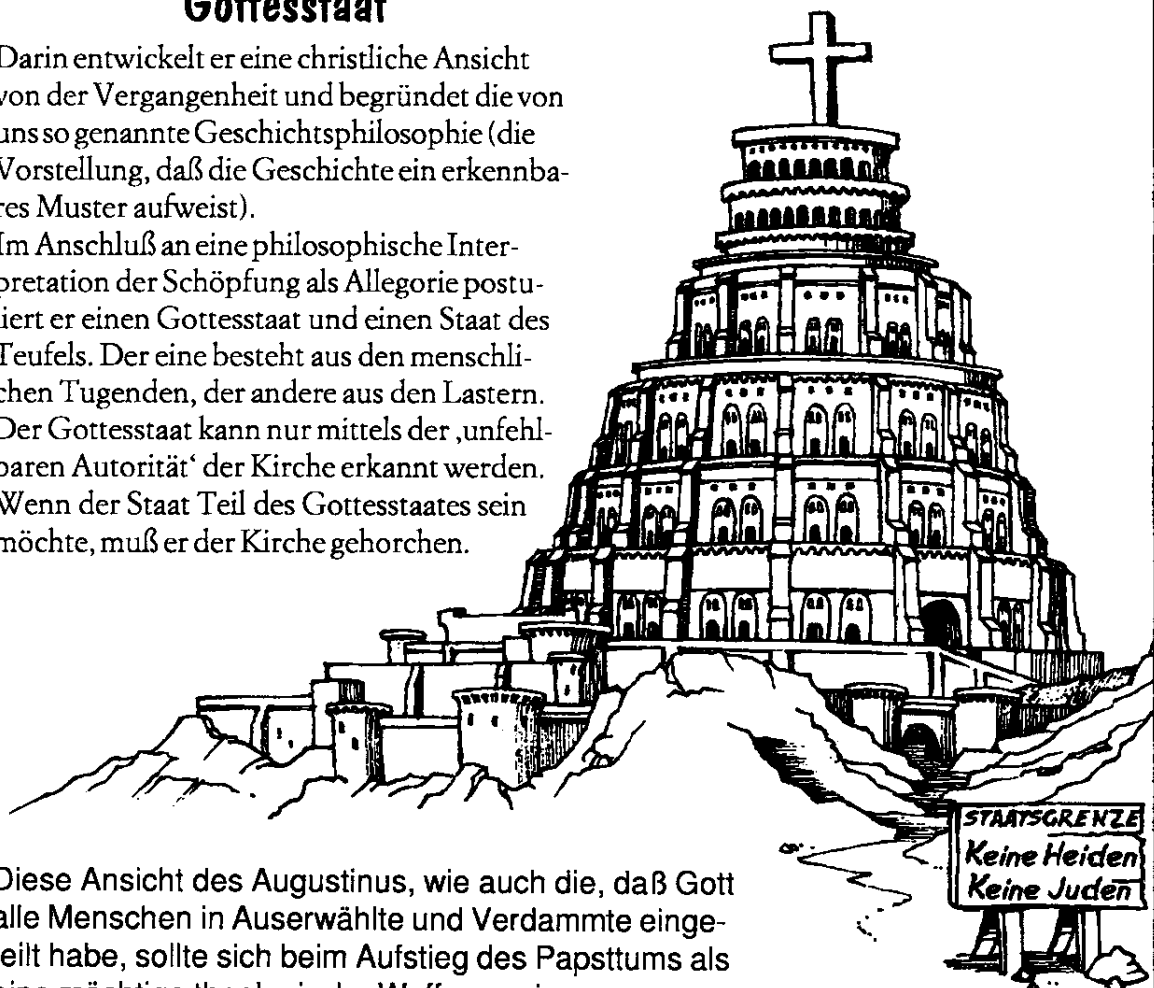 Gottesstaat
Darin entwickelt er eine christliche Ansicht
von der Vergangenheit und begründet die von
uns so genannte Geschichtsphilosophie (die
Vorstellung, daß die Geschichte ein erkennba-
res Muster aufweist).
Im Anschluß an eine philosophische Inter-
pretation der Schöpfung als Allegorie postu-
liert er einen Gottesstaat und einen Staat des
Teufels. Der eine besteht aus den menschli-
chen Tugenden, der andere aus den Lastern.
Der Gottesstaat kann nur mittels der ‚unfehl-
baren Autorität‘ der Kirche erkannt werden.
Wenn der Staat Teil des Gottesstaates sein
möchte, muß er der Kirche gehorchen.
STAATSGRENZE
Keine Heiden
Keine Juden
Diese Ansicht des Augustinus, wie auch die, daß Gott
alle Menschen in Auserwählte und Verdammte einge-
teilt habe, sollte sich beim Aufstieg des Papsttums als
eine mächtige theologische Waffe